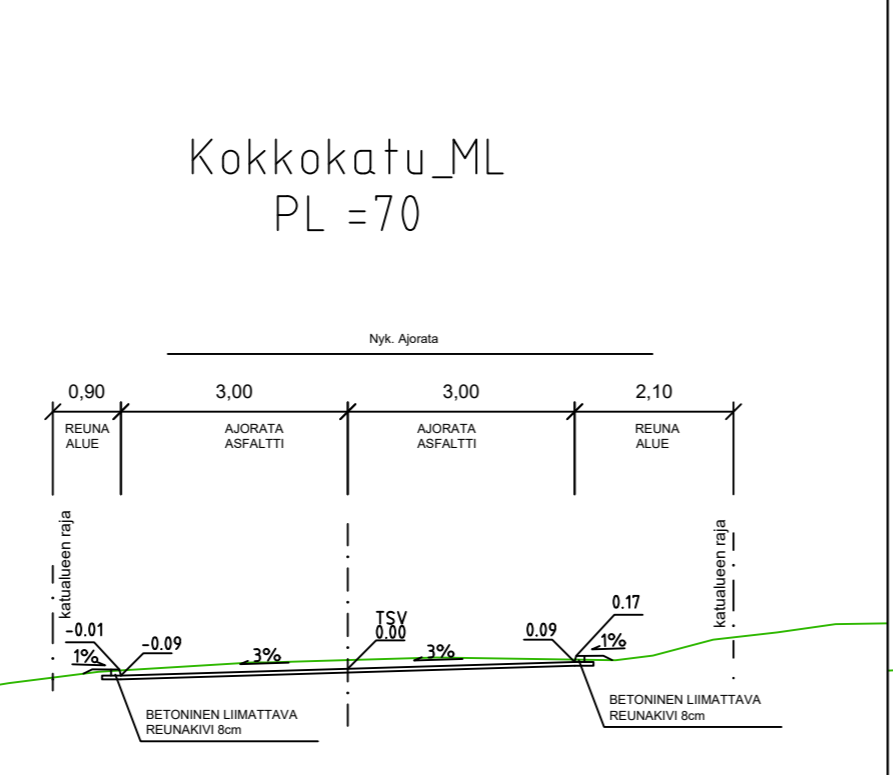 Kokkokatu_ML
PL =70
Nyk. Ajorata
0,90
3,00
3,00
2,10
REUNA
ALUE
AJORATA
ASFALTTI
AJORATA
ASFALTTI
REUNA
ALUE
katualueen raja
katualueen raja
-0.01
-0.09
TSV
0.00
0.09
0.17
1%
3%
3%
1%
BETONINEN LIIMATTAVA
REUNAKIVI 8cm
BETONINEN LIIMATTAVA
REUNAKIVI 8cm